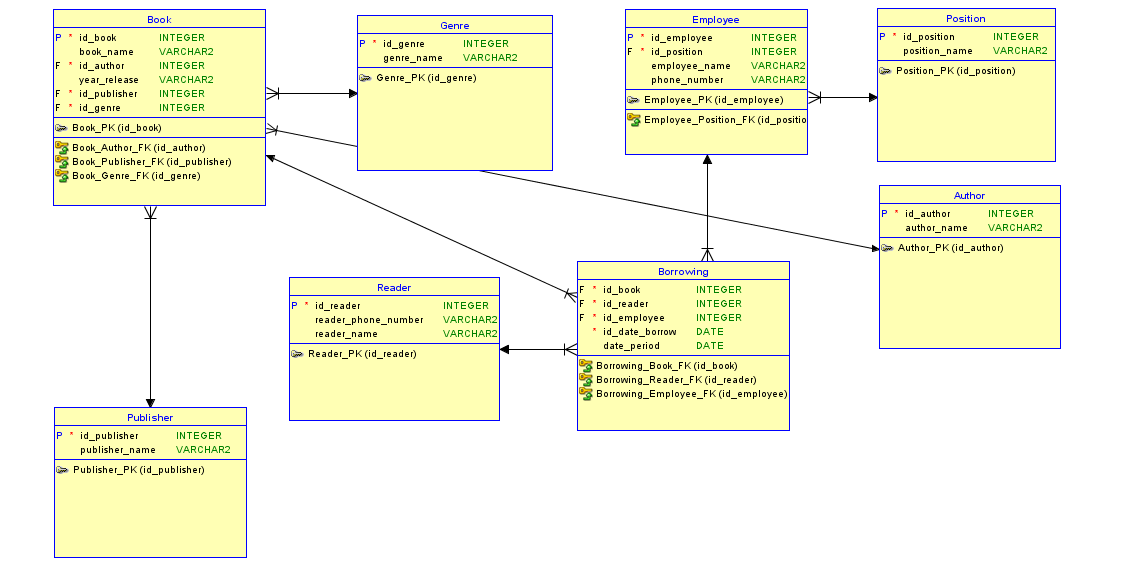 Book
P * id_book INTEGER
book_name VARCHAR2
F * id_author INTEGER
year_release VARCHAR2
F * id_publisher INTEGER
F * id_genre INTEGER
Book_PK (id_book)
Book_Author_FK (id_author)
Book_Publisher_FK (id_publisher)
Book_Genre_FK (id_genre)
Genre
P * id_genre INTEGER
genre_name VARCHAR2
Genre_PK (id_genre)
Employee
P * id_employee INTEGER
F * id_position INTEGER
employee_name VARCHAR2
phone_number VARCHAR2
Employee_PK (id_employee)
Employee_Position_FK (id_positio
Position
P * id_position INTEGER
position_name VARCHAR2
Position_PK (id_position)
Author
P * id_author INTEGER
author_name VARCHAR2
Author_PK (id_author)
Reader
P * id_reader INTEGER
reader_phone_number VARCHAR2
reader_name VARCHAR2
Reader_PK (id_reader)
Borrowing
F * id_book INTEGER
F * id_reader INTEGER
F * id_employee INTEGER
* id_date_borrow DATE
date_period DATE
Borrowing_Book_FK (id_book)
Borrowing_Reader_FK (id_reader)
Borrowing_Employee_FK (id_employee)
Publisher
P * id_publisher INTEGER
publisher_name VARCHAR2
Publisher_PK (id_publisher)